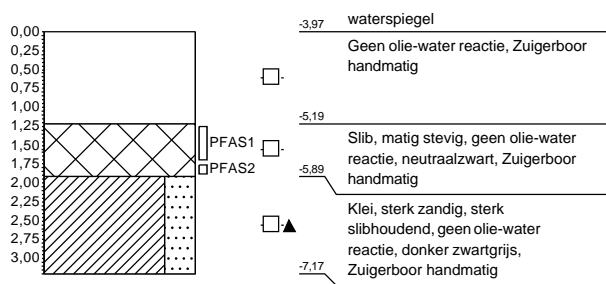 0,00
0,25
0,50
0,75
1,00
1,25
1,50
1,75
2,00
2,25
2,50
2,75
3,00
PFAS1
PFAS2
-3,97
waterspiegel
Geen olie-water reactie, Zuigerboor
handmatig
-5,19
Slib, matig stevig, geen olie-water
reactie, neutraalzwart, Zuigerboor
handmatig
-5,89
Klei, sterk zandig, sterk
slibhoudend, geen olie-water
reactie, donker zwartgrijs,
Zuigerboor handmatig
-7,17